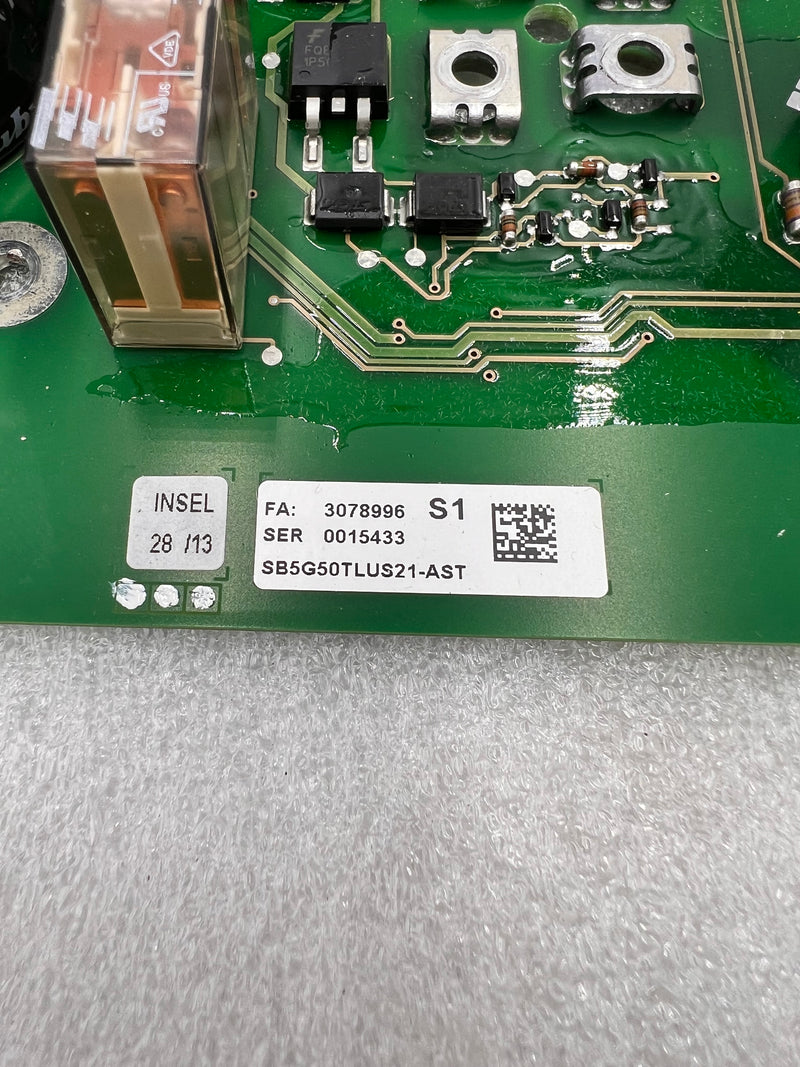 FA: 3078996 S1
SER 0015433
SB5G50TLUS21-AST
INSEL
28 /13